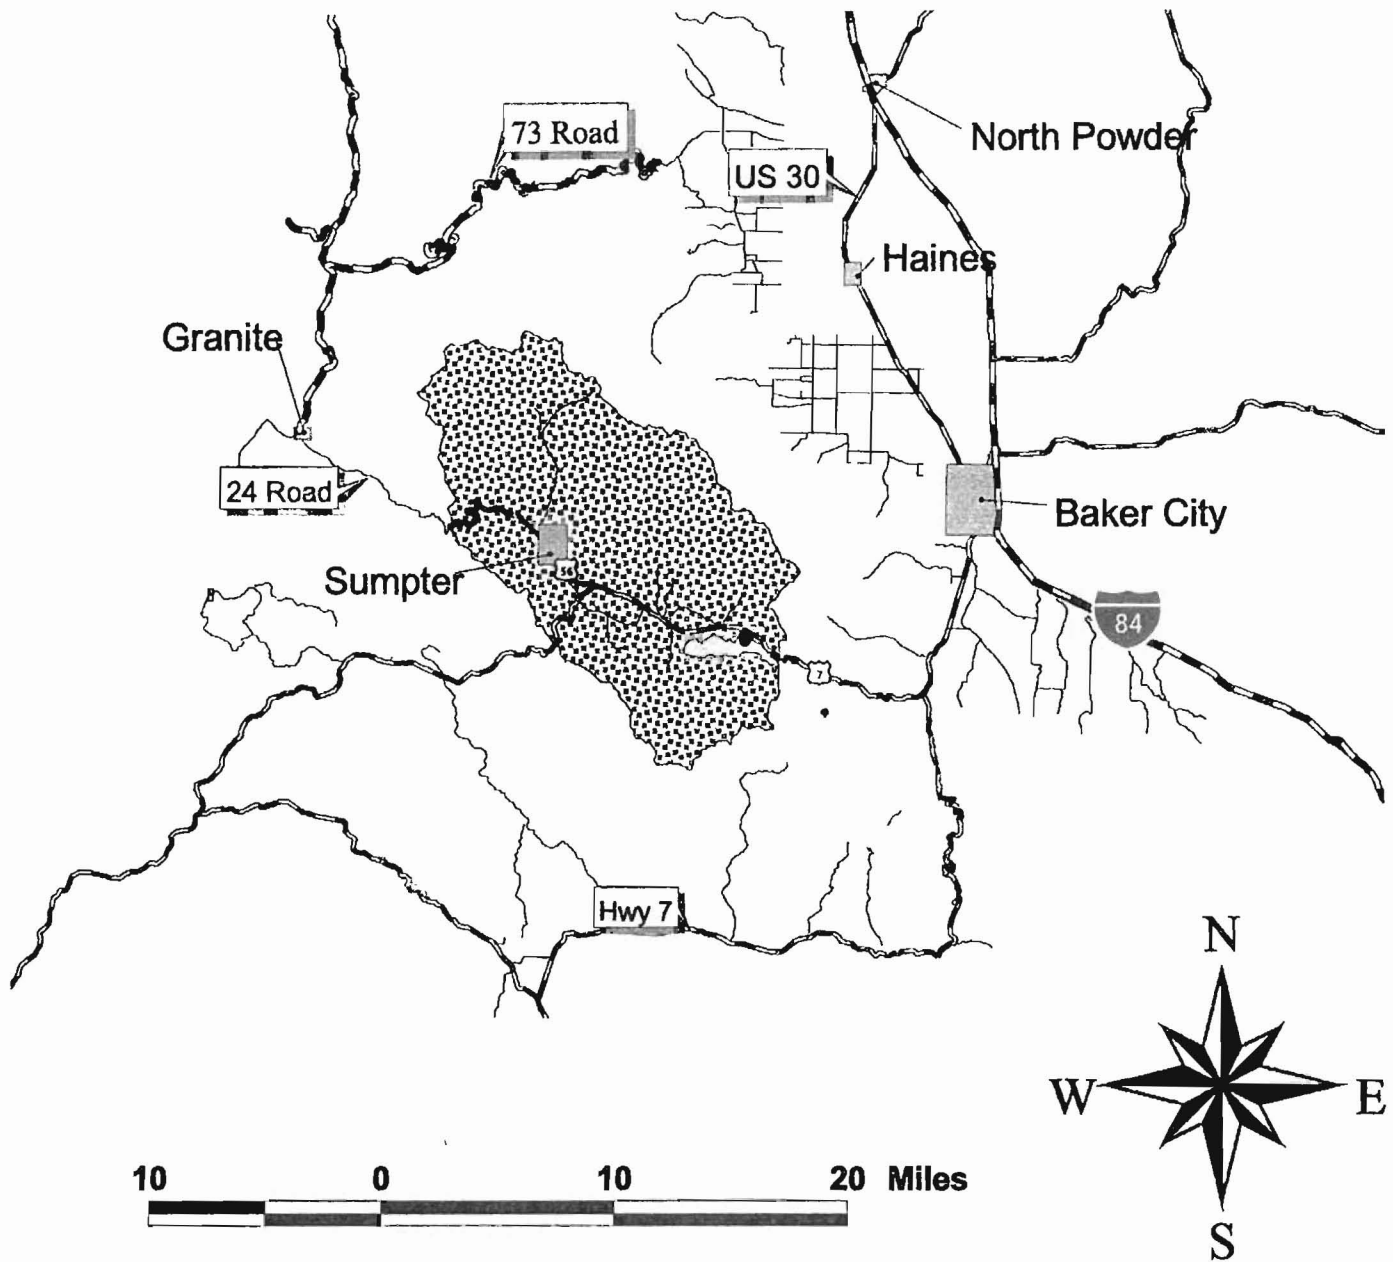 73 Road
North Powder
US 30
Haines
Granite
24 Road
Baker City
Sumpter
84
7
Hwy 7
N
W E
S
10 0 10 20 Miles